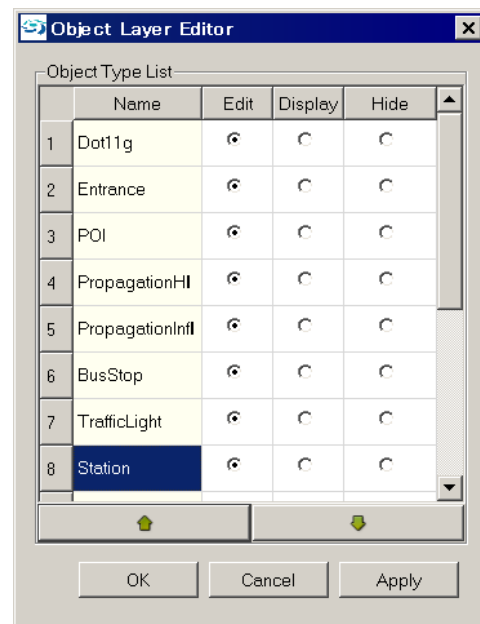 Object Layer Editor
Object Type List
Name Edit Display Hide
1 Dot11g
2 Entrance
3 POI
4 PropagationHI
5 PropagationInfl
6 BusStop
7 TrafficLight
8 Station
OK Cancel Apply